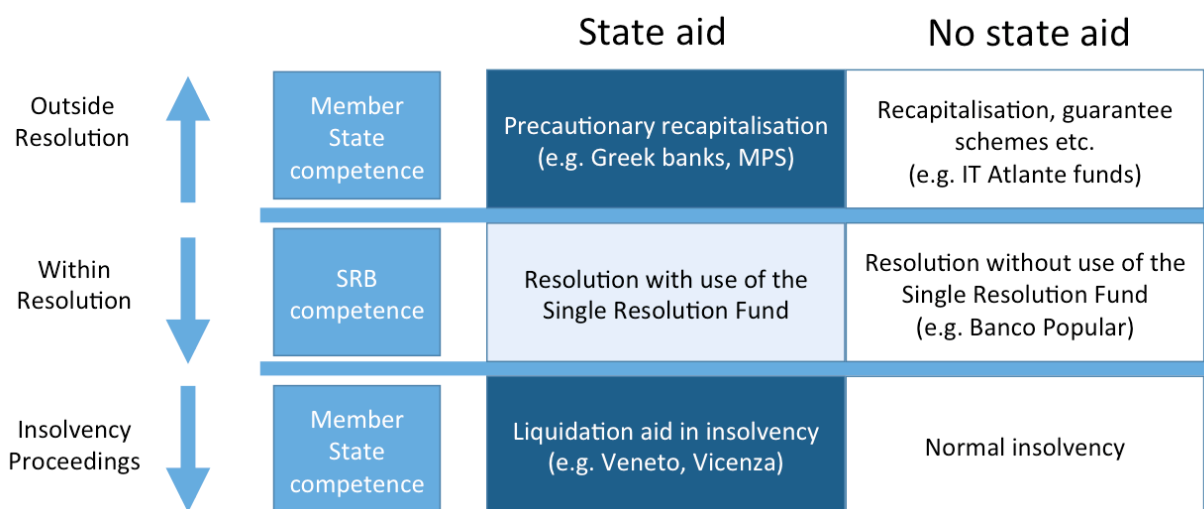 State aid
No state aid
Outside
Resolution
Member
State
competence
Precautionary recapitalisation
(e.g. Greek banks, MPS)
Recapitalisation, guarantee
schemes etc.
(e.g. IT Atlante funds)
Within
Resolution
SRB
competence
Resolution with use of the
Single Resolution Fund
Resolution without use of the
Single Resolution Fund
(e.g. Banco Popular)
Insolvency
Proceedings
Member
State
competence
Liquidation aid in insolvency
(e.g. Veneto, Vicenza)
Normal insolvency